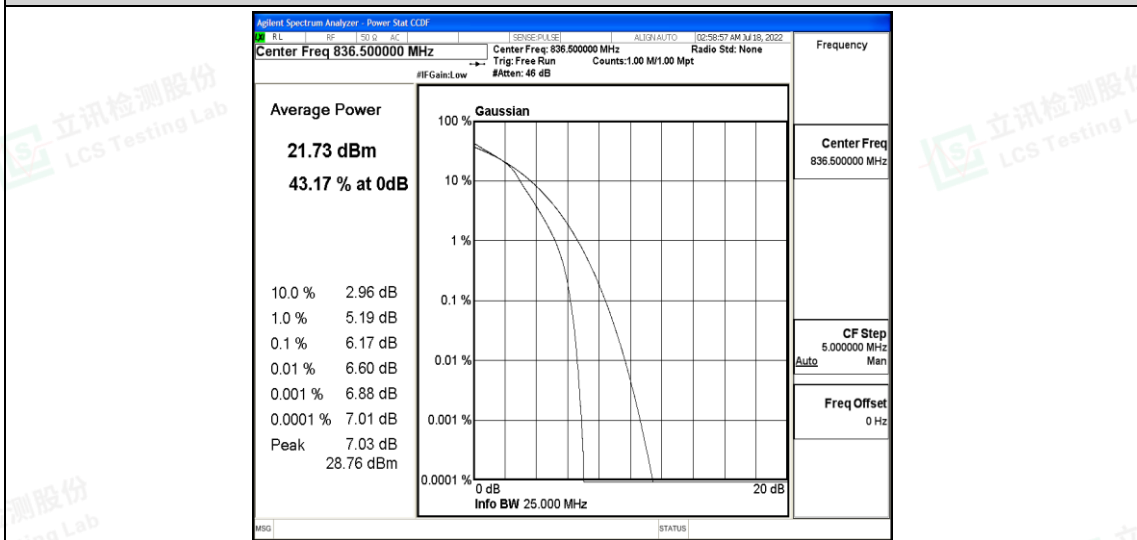 Agilent Spectrum Analyzer - Power Stat CCDF
RL RF 50 Ω AC SENSE:PULSE ALIGNAUTO 02:58:57 AM Jul 18, 2022
Center Freq 836.500000 MHz
Center Freq: 836.500000 MHz Radio Std: None
Trig: Free Run Counts:1.00 M/1.00 Mpt
#IFGain:Low #Atten: 46 dB
Frequency
Average Power
21.73 dBm
43.17 % at 0dB
10.0 % 2.96 dB
1.0 % 5.19 dB
0.1 % 6.17 dB
0.01 % 6.60 dB
0.001 % 6.88 dB
0.0001 % 7.01 dB
Peak 7.03 dB
28.76 dBm
Gaussian
100 %
10 %
1 %
0.1 %
0.01 %
0.001 %
0.0001 %
0 dB 20 dB
Info BW 25.000 MHz
Center Freq
836.500000 MHz
CF Step
5.000000 MHz
Auto Man
Freq Offset
0 Hz
MSG STATUS
立讯检测股份
LCS Testing Lab
立讯检测股份
LCS Testing L
测股份
ng Lab